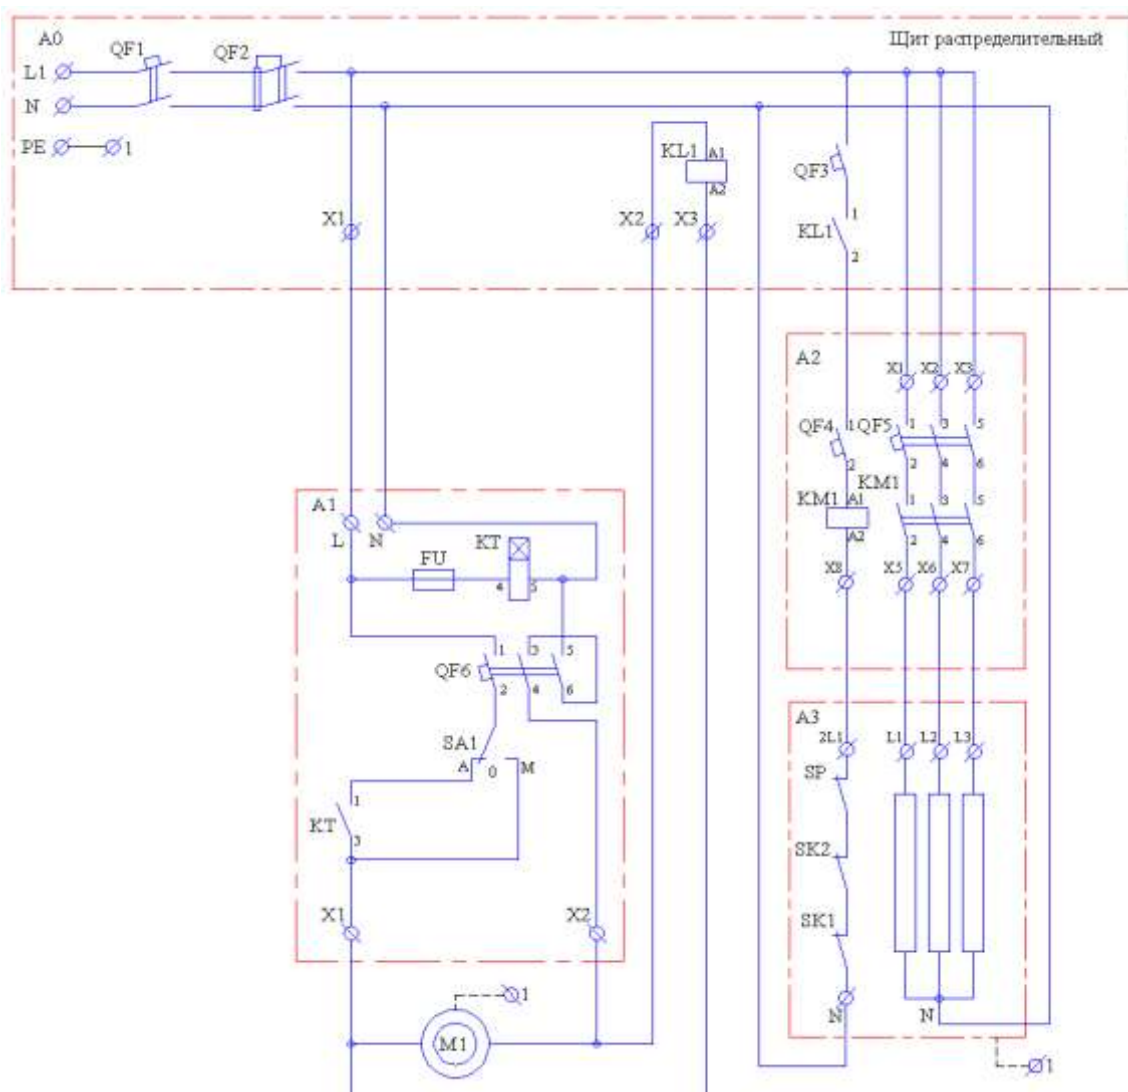 A0
QF1
QF2
Щит распределительный
L1
N
PE
1
KL1
A1
A2
QF3
X1
X2
X3
1
KL1
2
A2
X1
X2
X3
QF4
1
2
QF5
1
3
5
2
4
6
KM1
KM1
A1
A2
1
3
5
2
4
6
X8
X5
X6
X7
A1
L
N
KT
FU
4
5
QF6
1
3
5
2
4
6
SA1
A
0
M
KT
1
3
X1
X2
1
M1
A3
2L1
L1
L2
L3
SP
SK2
SK1
N
N
1